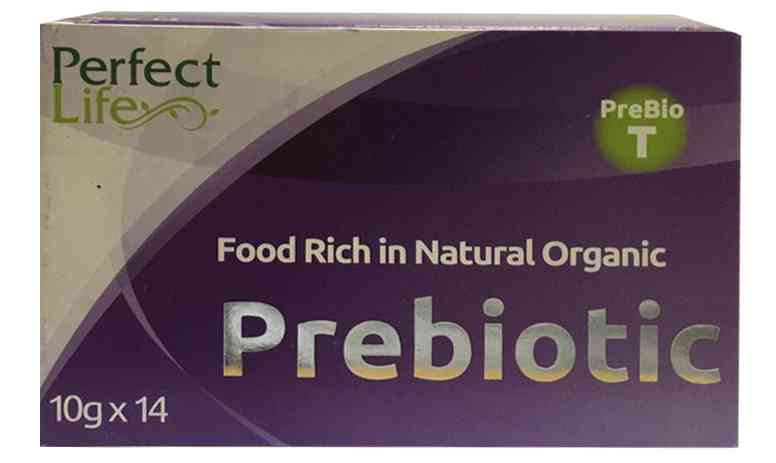 Perfect
Life
PreBio
T
Food Rich in Natural Organic
Prebiotic
10g x 14